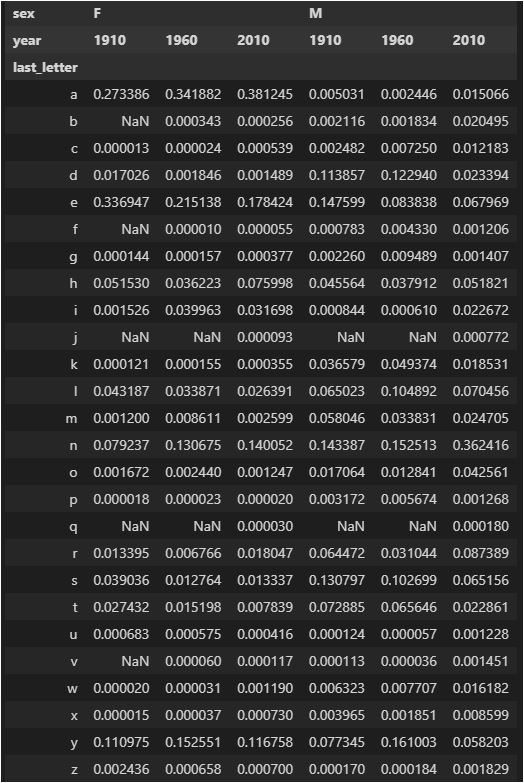 sex F M
year 1910 1960 2010 1910 1960 2010
last_letter
a 0.273386 0.341882 0.381245 0.005031 0.002446 0.015066
b NaN 0.000343 0.000256 0.002116 0.001834 0.020495
c 0.000013 0.000024 0.000539 0.002482 0.007250 0.012183
d 0.017026 0.001846 0.001489 0.113857 0.122940 0.023394
e 0.336947 0.215138 0.178424 0.147599 0.083838 0.067969
f NaN 0.000010 0.000055 0.000783 0.004330 0.001206
g 0.000144 0.000157 0.000377 0.002260 0.009489 0.001407
h 0.051530 0.036223 0.075998 0.045564 0.037912 0.051821
i 0.001526 0.039963 0.031698 0.000844 0.000610 0.022672
j NaN NaN 0.000093 NaN NaN 0.000772
k 0.000121 0.000155 0.000355 0.036579 0.049374 0.018531
l 0.043187 0.033871 0.026391 0.065023 0.104892 0.070456
m 0.001200 0.008611 0.002599 0.058046 0.033831 0.024705
n 0.079237 0.130675 0.140052 0.143387 0.152513 0.362416
o 0.001672 0.002440 0.001247 0.017064 0.012841 0.042561
p 0.000018 0.000023 0.000020 0.003172 0.005674 0.001268
q NaN NaN 0.000030 NaN NaN 0.000180
r 0.013395 0.006766 0.018047 0.064472 0.031044 0.087389
s 0.039036 0.012764 0.013337 0.130797 0.102699 0.065156
t 0.027432 0.015198 0.007839 0.072885 0.065646 0.022861
u 0.000683 0.000575 0.000416 0.000124 0.000057 0.001228
v NaN 0.000060 0.000117 0.000113 0.000036 0.001451
w 0.000020 0.000031 0.001190 0.006323 0.007707 0.016182
x 0.000015 0.000037 0.000730 0.003965 0.001851 0.008599
y 0.110975 0.152551 0.116758 0.077345 0.161003 0.058203
z 0.002436 0.000658 0.000700 0.000170 0.000184 0.001829